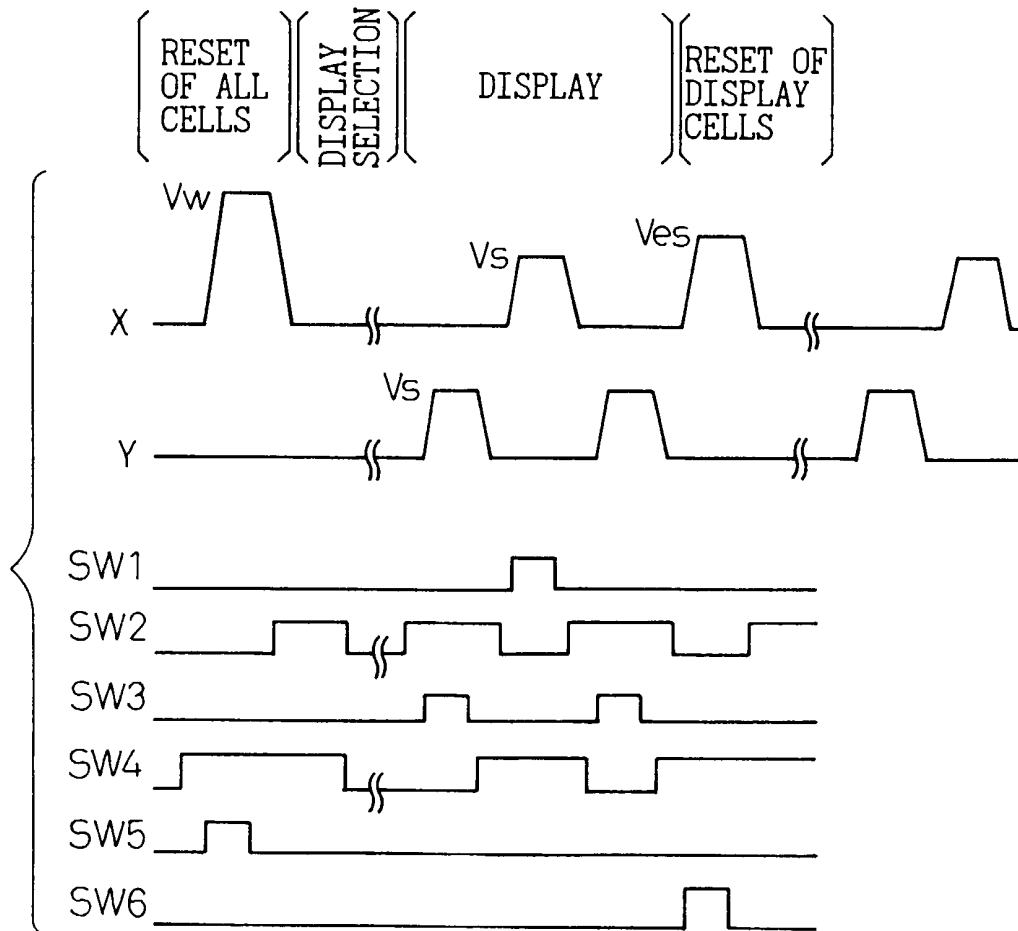 RESET
OF ALL
CELLS
DISPLAY
SELECTION
DISPLAY
RESET OF
DISPLAY
CELLS
Vw
Vs
Ves
X
Vs
Y
SW1
SW2
SW3
SW4
SW5
SW6